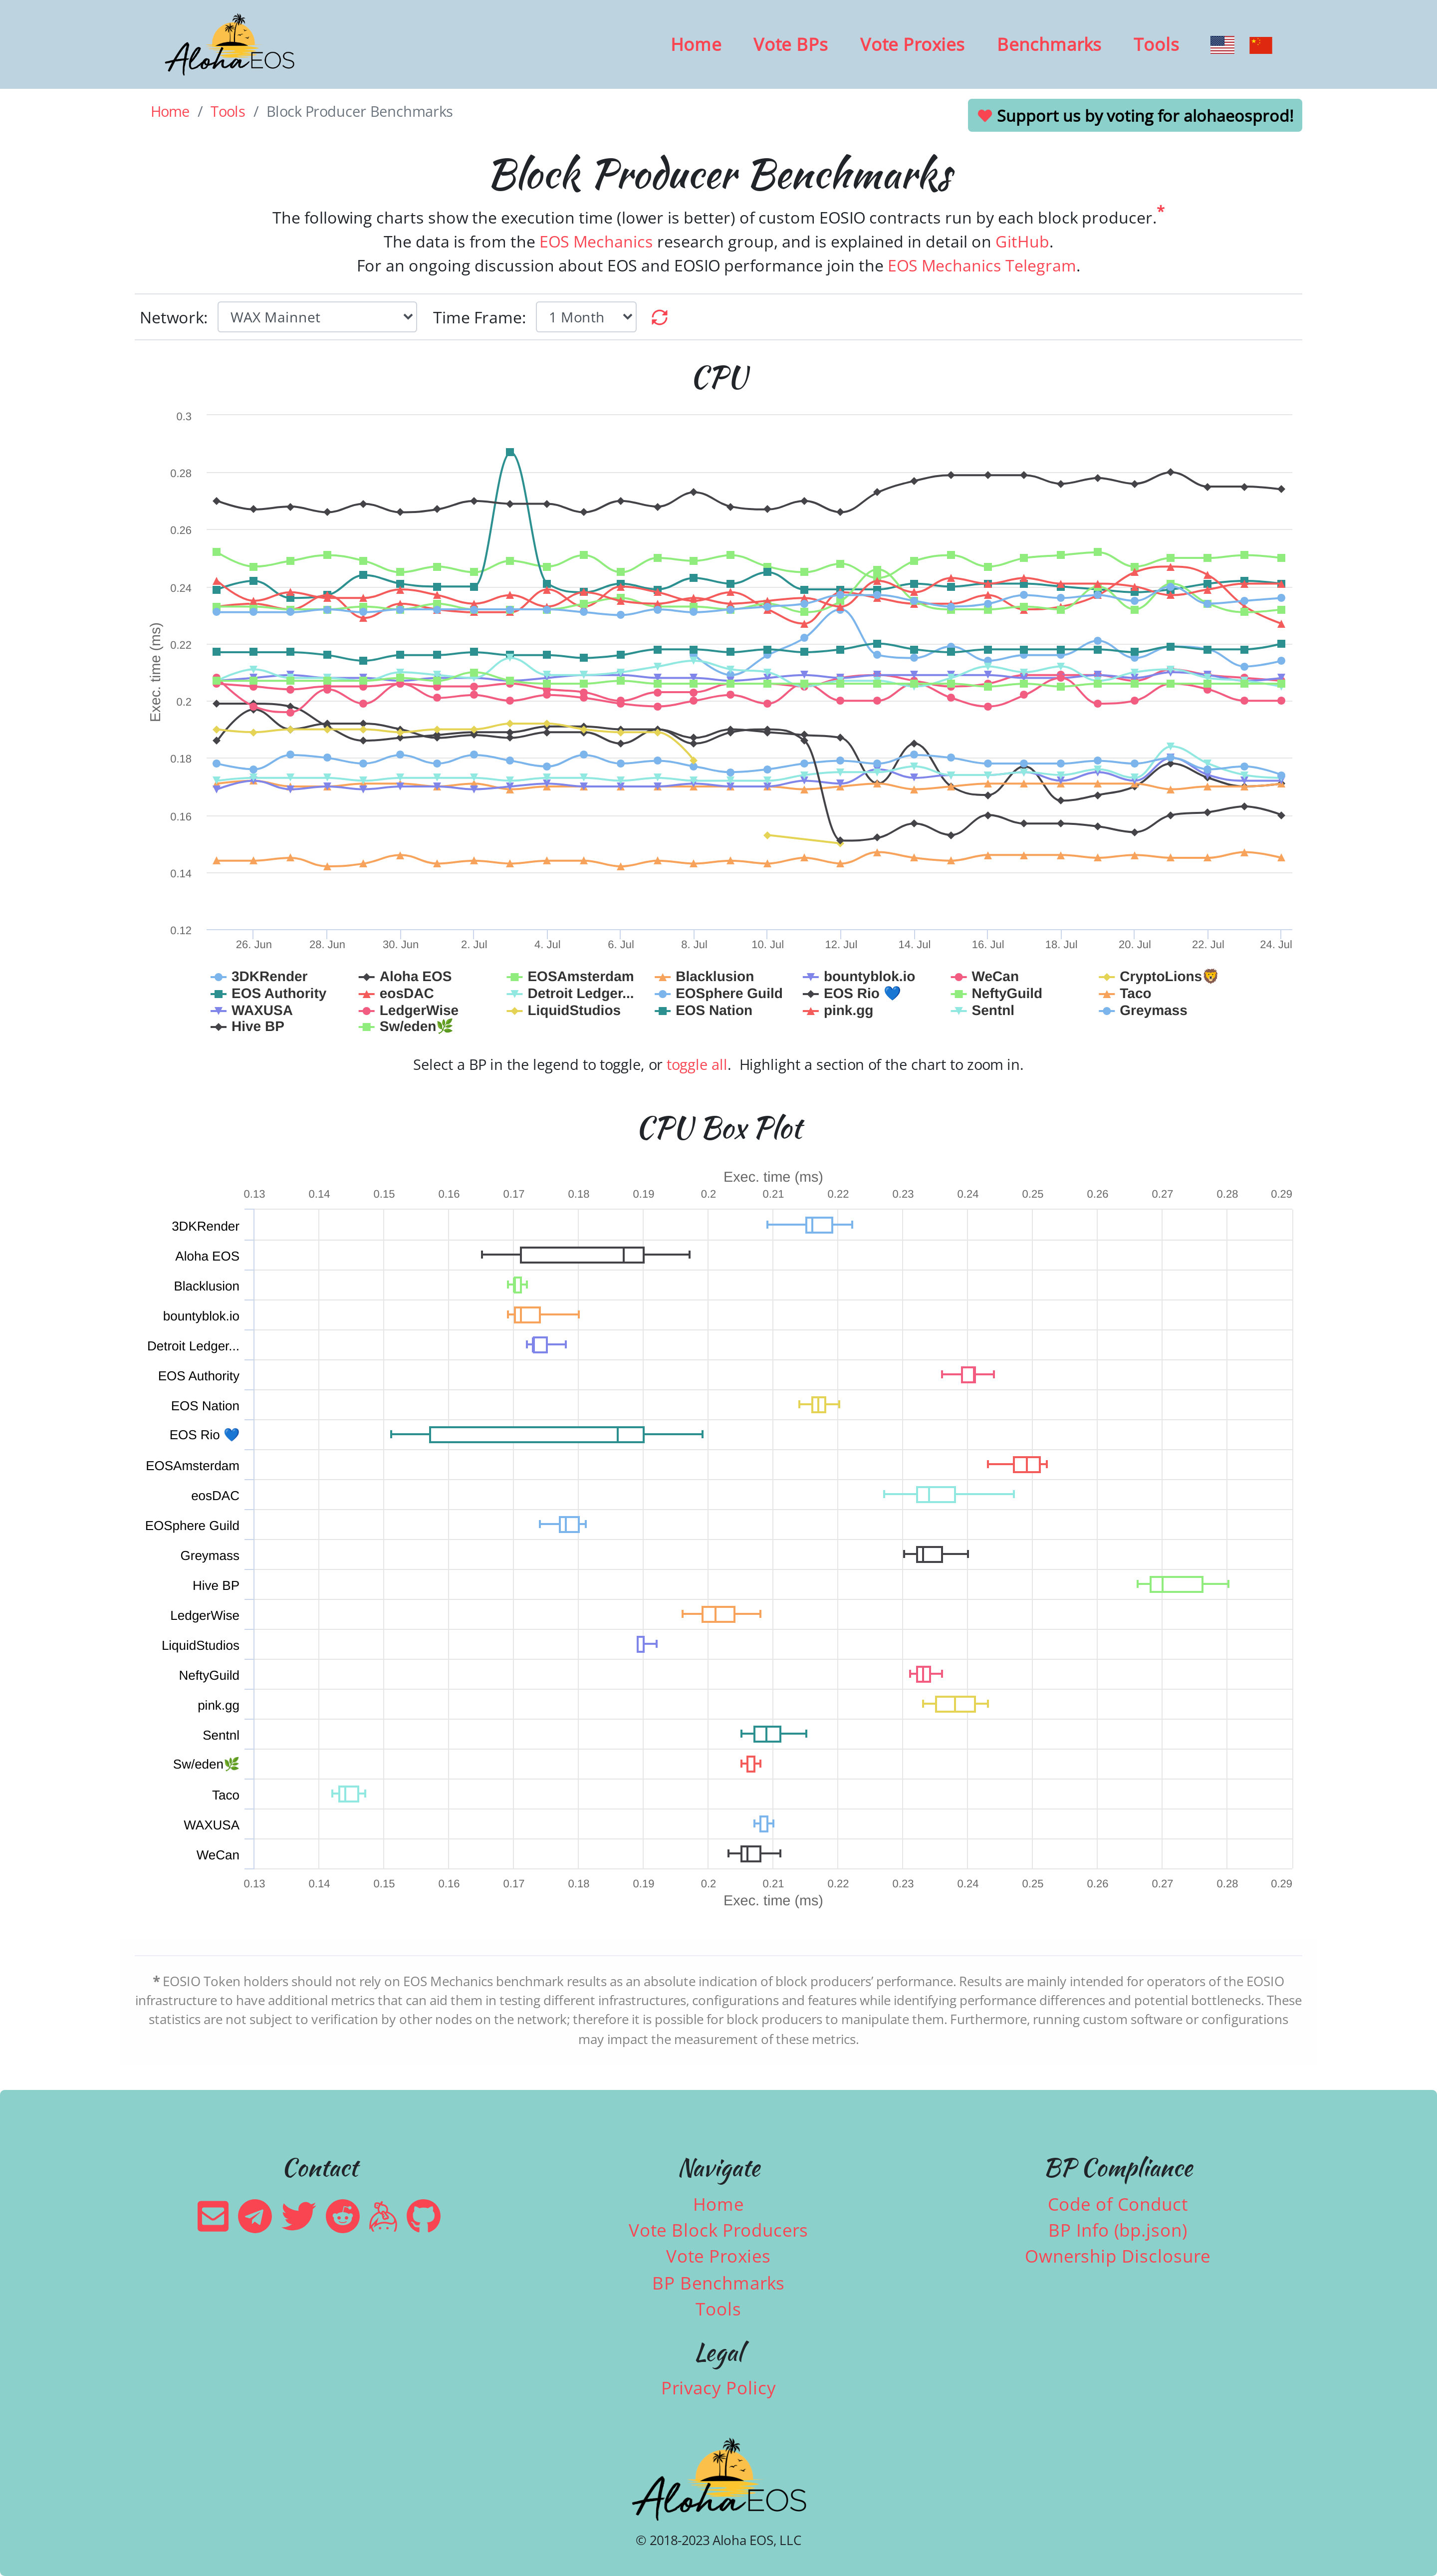 Aloha EOS
Home Vote BPs Vote Proxies Benchmarks Tools
Home / Tools / Block Producer Benchmarks
Support us by voting for alohaeosprod!
Block Producer Benchmarks
The following charts show the execution time (lower is better) of custom EOSIO contracts run by each block producer.*
The data is from the EOS Mechanics research group, and is explained in detail on GitHub.
For an ongoing discussion about EOS and EOSIO performance join the EOS Mechanics Telegram.
Network: WAX Mainnet Time Frame: 1 Month
CPU
Exec. time (ms)
0.3
0.28
0.26
0.24
0.22
0.2
0.18
0.16
0.14
0.12
26. Jun 28. Jun 30. Jun 2. Jul 4. Jul 6. Jul 8. Jul 10. Jul 12. Jul 14. Jul 16. Jul 18. Jul 20. Jul 22. Jul 24. Jul
3DKRender Aloha EOS EOSAmsterdam Blacklusion bountyblok.io WeCan CryptoLions🦁
EOS Authority eosDAC Detroit Ledger... EOSphere Guild EOS Rio 💙 NeftyGuild Taco
WAXUSA LedgerWise LiquidStudios EOS Nation pink.gg Sentnl Greymass
Hive BP Sw/eden🌿
Select a BP in the legend to toggle, or toggle all. Highlight a section of the chart to zoom in.
CPU Box Plot
Exec. time (ms)
0.13 0.14 0.15 0.16 0.17 0.18 0.19 0.2 0.21 0.22 0.23 0.24 0.25 0.26 0.27 0.28 0.29
3DKRender
Aloha EOS
Blacklusion
bountyblok.io
Detroit Ledger...
EOS Authority
EOS Nation
EOS Rio 💙
EOSAmsterdam
eosDAC
EOSphere Guild
Greymass
Hive BP
LedgerWise
LiquidStudios
NeftyGuild
pink.gg
Sentnl
Sw/eden🌿
Taco
WAXUSA
WeCan
0.13 0.14 0.15 0.16 0.17 0.18 0.19 0.2 0.21 0.22 0.23 0.24 0.25 0.26 0.27 0.28 0.29
Exec. time (ms)
* EOSIO Token holders should not rely on EOS Mechanics benchmark results as an absolute indication of block producers' performance. Results are mainly intended for operators of the EOSIO
infrastructure to have additional metrics that can aid them in testing different infrastructures, configurations and features while identifying performance differences and potential bottlenecks. These
statistics are not subject to verification by other nodes on the network; therefore it is possible for block producers to manipulate them. Furthermore, running custom software or configurations
may impact the measurement of these metrics.
Contact
Navigate
Home
Vote Block Producers
Vote Proxies
BP Benchmarks
Tools
Legal
Privacy Policy
BP Compliance
Code of Conduct
BP Info (bp.json)
Ownership Disclosure
Aloha EOS
© 2018-2023 Aloha EOS, LLC